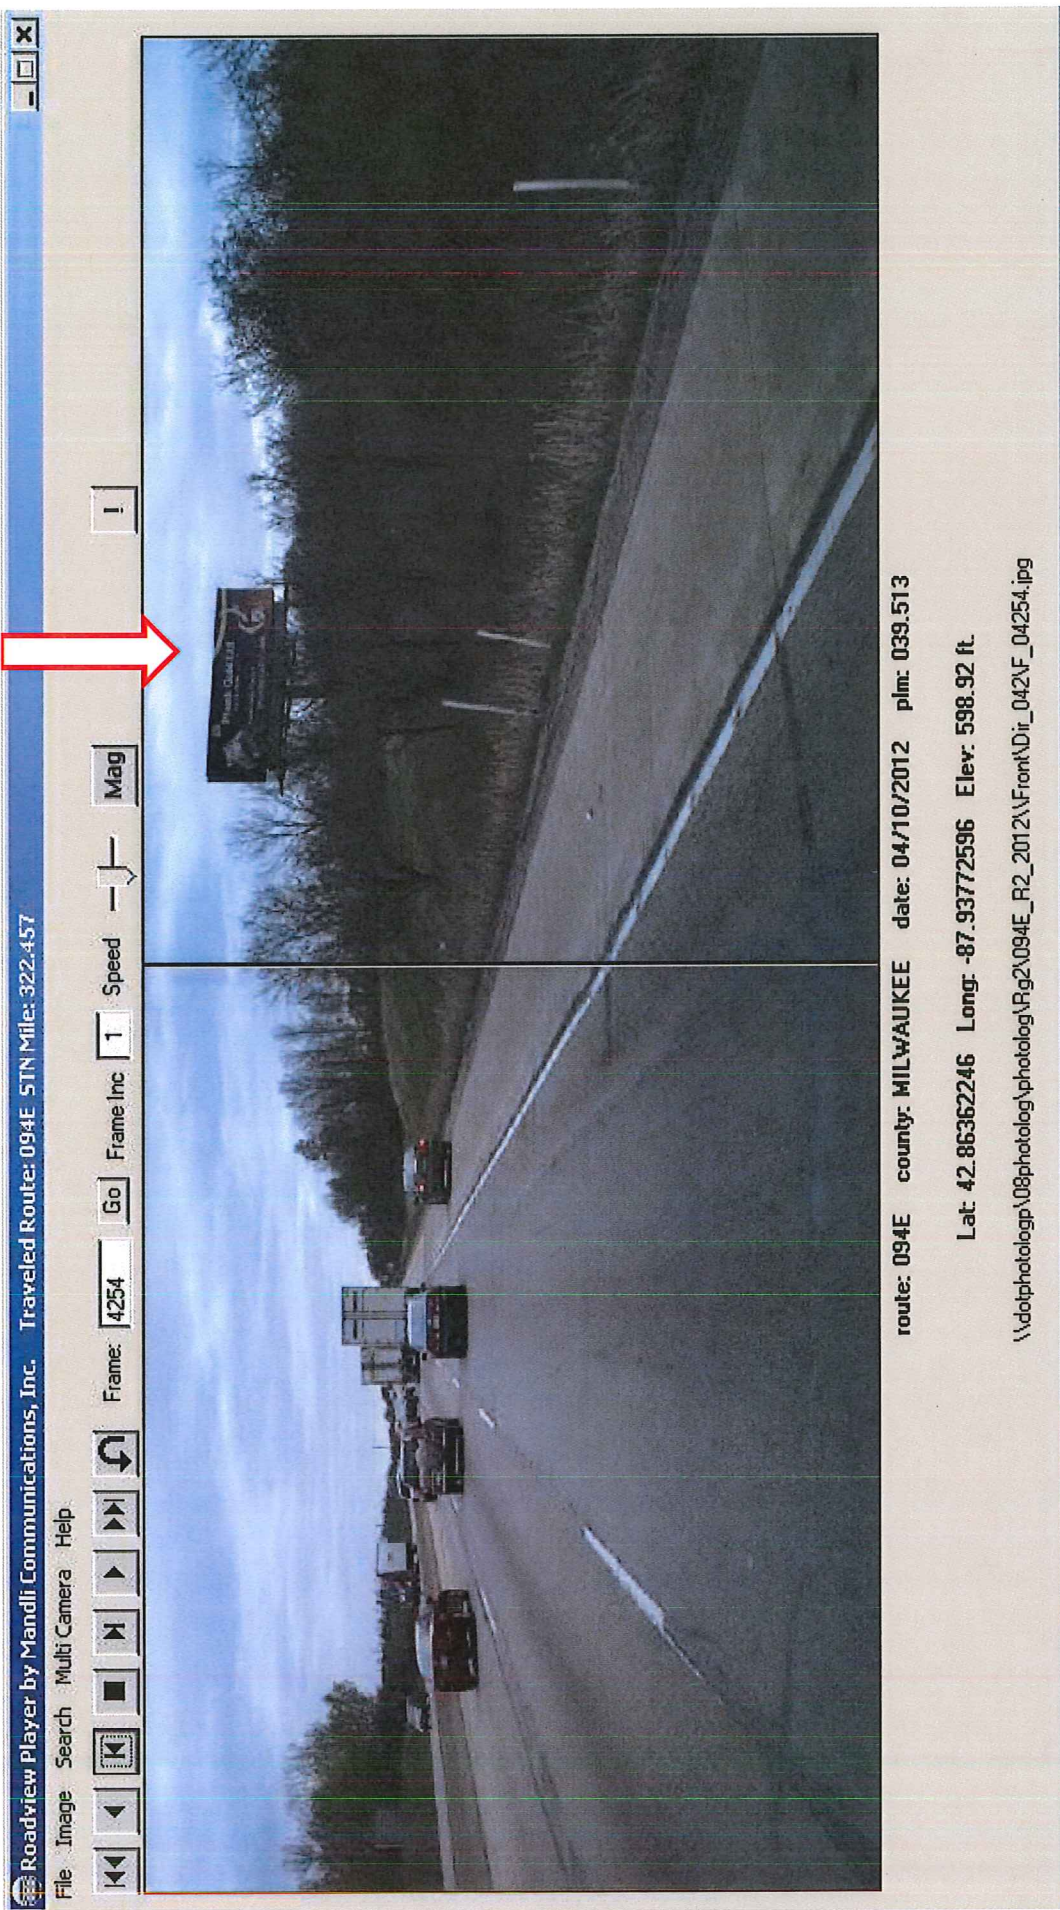 Roadview Player by Mandli Communications, Inc. Traveled Route: 094E STN Mile: 322.457
File Image Search Multi Camera Help
Frame: 4254 Go Frame Inc 1 Speed Mag !
route: 094E county: MILWAUKEE date: 04/10/2012 plm: 039.513
Lat: 42.86362246 Long: -87.93772596 Elev: 598.92 ft.
\\dotphotologp\08photolog\photolog\Rg2\094E_R2_2012\\Front\Dir_042\F_04254.jpg